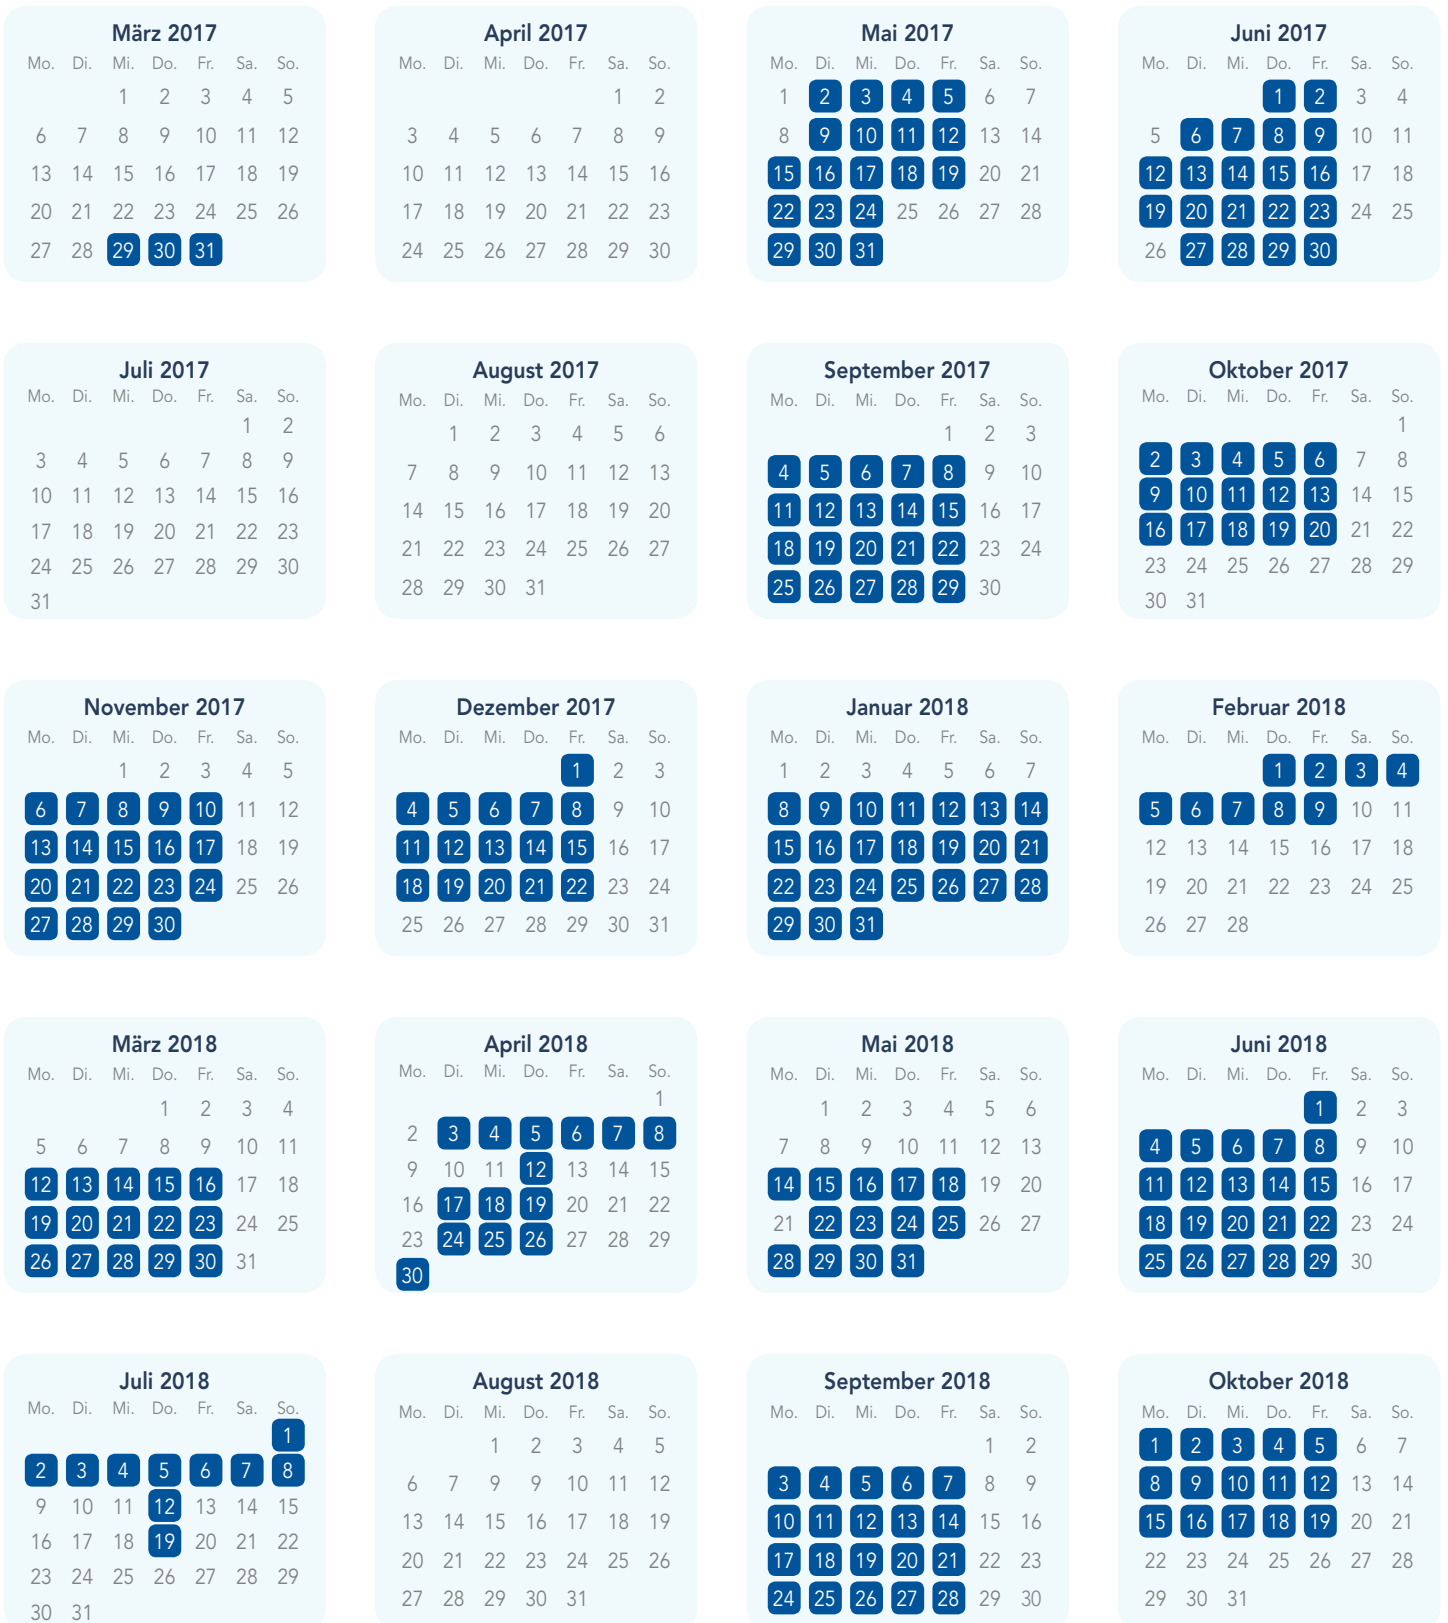 März 2017
Mo. Di. Mi. Do. Fr. Sa. So.
1 2 3 4 5
6 7 8 9 10 11 12
13 14 15 16 17 18 19
20 21 22 23 24 25 26
27 28 29 30 31
April 2017
Mo. Di. Mi. Do. Fr. Sa. So.
1 2
3 4 5 6 7 8 9
10 11 12 13 14 15 16
17 18 19 20 21 22 23
24 25 26 27 28 29 30
Mai 2017
Mo. Di. Mi. Do. Fr. Sa. So.
1 2 3 4 5 6 7
8 9 10 11 12 13 14
15 16 17 18 19 20 21
22 23 24 25 26 27 28
29 30 31
Juni 2017
Mo. Di. Mi. Do. Fr. Sa. So.
1 2 3 4
5 6 7 8 9 10 11
12 13 14 15 16 17 18
19 20 21 22 23 24 25
26 27 28 29 30
Juli 2017
Mo. Di. Mi. Do. Fr. Sa. So.
1 2
3 4 5 6 7 8 9
10 11 12 13 14 15 16
17 18 19 20 21 22 23
24 25 26 27 28 29 30
31
August 2017
Mo. Di. Mi. Do. Fr. Sa. So.
1 2 3 4 5 6
7 8 9 10 11 12 13
14 15 16 17 18 19 20
21 22 23 24 25 26 27
28 29 30 31
September 2017
Mo. Di. Mi. Do. Fr. Sa. So.
1 2 3
4 5 6 7 8 9 10
11 12 13 14 15 16 17
18 19 20 21 22 23 24
25 26 27 28 29 30
Oktober 2017
Mo. Di. Mi. Do. Fr. Sa. So.
1
2 3 4 5 6 7 8
9 10 11 12 13 14 15
16 17 18 19 20 21 22
23 24 25 26 27 28 29
30 31
November 2017
Mo. Di. Mi. Do. Fr. Sa. So.
1 2 3 4 5
6 7 8 9 10 11 12
13 14 15 16 17 18 19
20 21 22 23 24 25 26
27 28 29 30
Dezember 2017
Mo. Di. Mi. Do. Fr. Sa. So.
1 2 3
4 5 6 7 8 9 10
11 12 13 14 15 16 17
18 19 20 21 22 23 24
25 26 27 28 29 30 31
Januar 2018
Mo. Di. Mi. Do. Fr. Sa. So.
1 2 3 4 5 6 7
8 9 10 11 12 13 14
15 16 17 18 19 20 21
22 23 24 25 26 27 28
29 30 31
Februar 2018
Mo. Di. Mi. Do. Fr. Sa. So.
1 2 3 4
5 6 7 8 9 10 11
12 13 14 15 16 17 18
19 20 21 22 23 24 25
26 27 28
März 2018
Mo. Di. Mi. Do. Fr. Sa. So.
1 2 3 4
5 6 7 8 9 10 11
12 13 14 15 16 17 18
19 20 21 22 23 24 25
26 27 28 29 30 31
April 2018
Mo. Di. Mi. Do. Fr. Sa. So.
1
2 3 4 5 6 7 8
9 10 11 12 13 14 15
16 17 18 19 20 21 22
23 24 25 26 27 28 29
30
Mai 2018
Mo. Di. Mi. Do. Fr. Sa. So.
1 2 3 4 5 6
7 8 9 10 11 12 13
14 15 16 17 18 19 20
21 22 23 24 25 26 27
28 29 30 31
Juni 2018
Mo. Di. Mi. Do. Fr. Sa. So.
1 2 3
4 5 6 7 8 9 10
11 12 13 14 15 16 17
18 19 20 21 22 23 24
25 26 27 28 29 30
Juli 2018
Mo. Di. Mi. Do. Fr. Sa. So.
1
2 3 4 5 6 7 8
9 10 11 12 13 14 15
16 17 18 19 20 21 22
23 24 25 26 27 28 29
30 31
August 2018
Mo. Di. Mi. Do. Fr. Sa. So.
1 2 3 4 5
6 7 9 9 10 11 12
13 14 15 16 17 18 19
20 21 22 23 24 25 26
27 28 29 30 31
September 2018
Mo. Di. Mi. Do. Fr. Sa. So.
1 2
3 4 5 6 7 8 9
10 11 12 13 14 15 16
17 18 19 20 21 22 23
24 25 26 27 28 29 30
Oktober 2018
Mo. Di. Mi. Do. Fr. Sa. So.
1 2 3 4 5 6 7
8 9 10 11 12 13 14
15 16 17 18 19 20 21
22 23 24 25 26 27 28
29 30 31